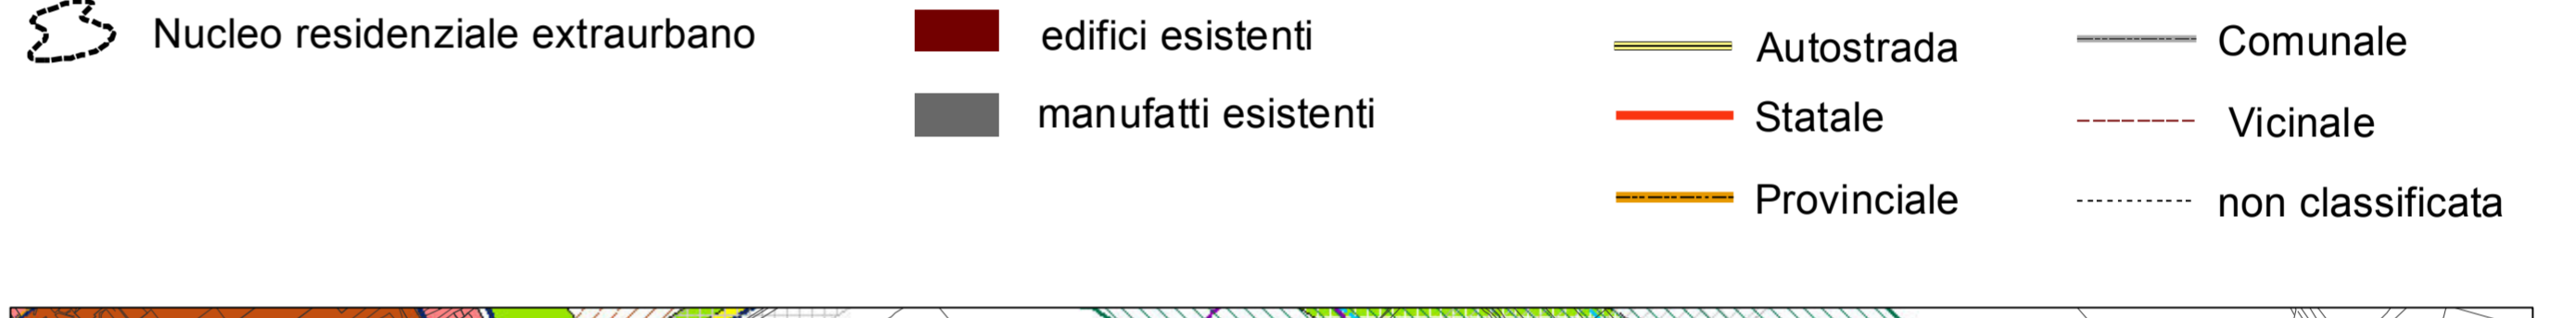 Nucleo residenziale extraurbano
edifici esistenti
manufatti esistenti
Autostrada
Statale
Provinciale
Comunale
Vicinale
non classificata